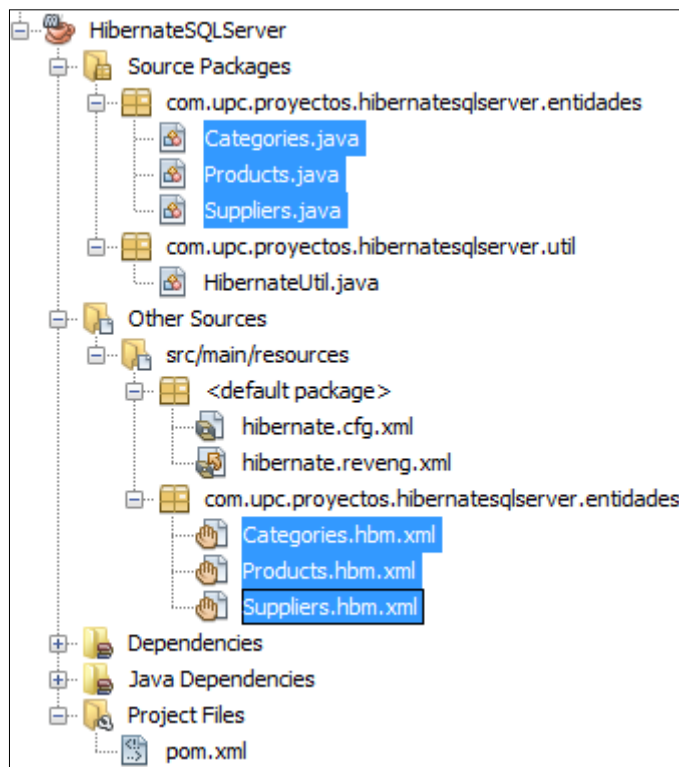 HibernateSQLServer
Source Packages
com.upc.proyectos.hibernatesqlserver.entidades
Categories.java
Products.java
Suppliers.java
com.upc.proyectos.hibernatesqlserver.util
HibernateUtil.java
Other Sources
src/main/resources
<default package>
hibernate.cfg.xml
hibernate.reveng.xml
com.upc.proyectos.hibernatesqlserver.entidades
Categories.hbm.xml
Products.hbm.xml
Suppliers.hbm.xml
Dependencies
Java Dependencies
Project Files
pom.xml